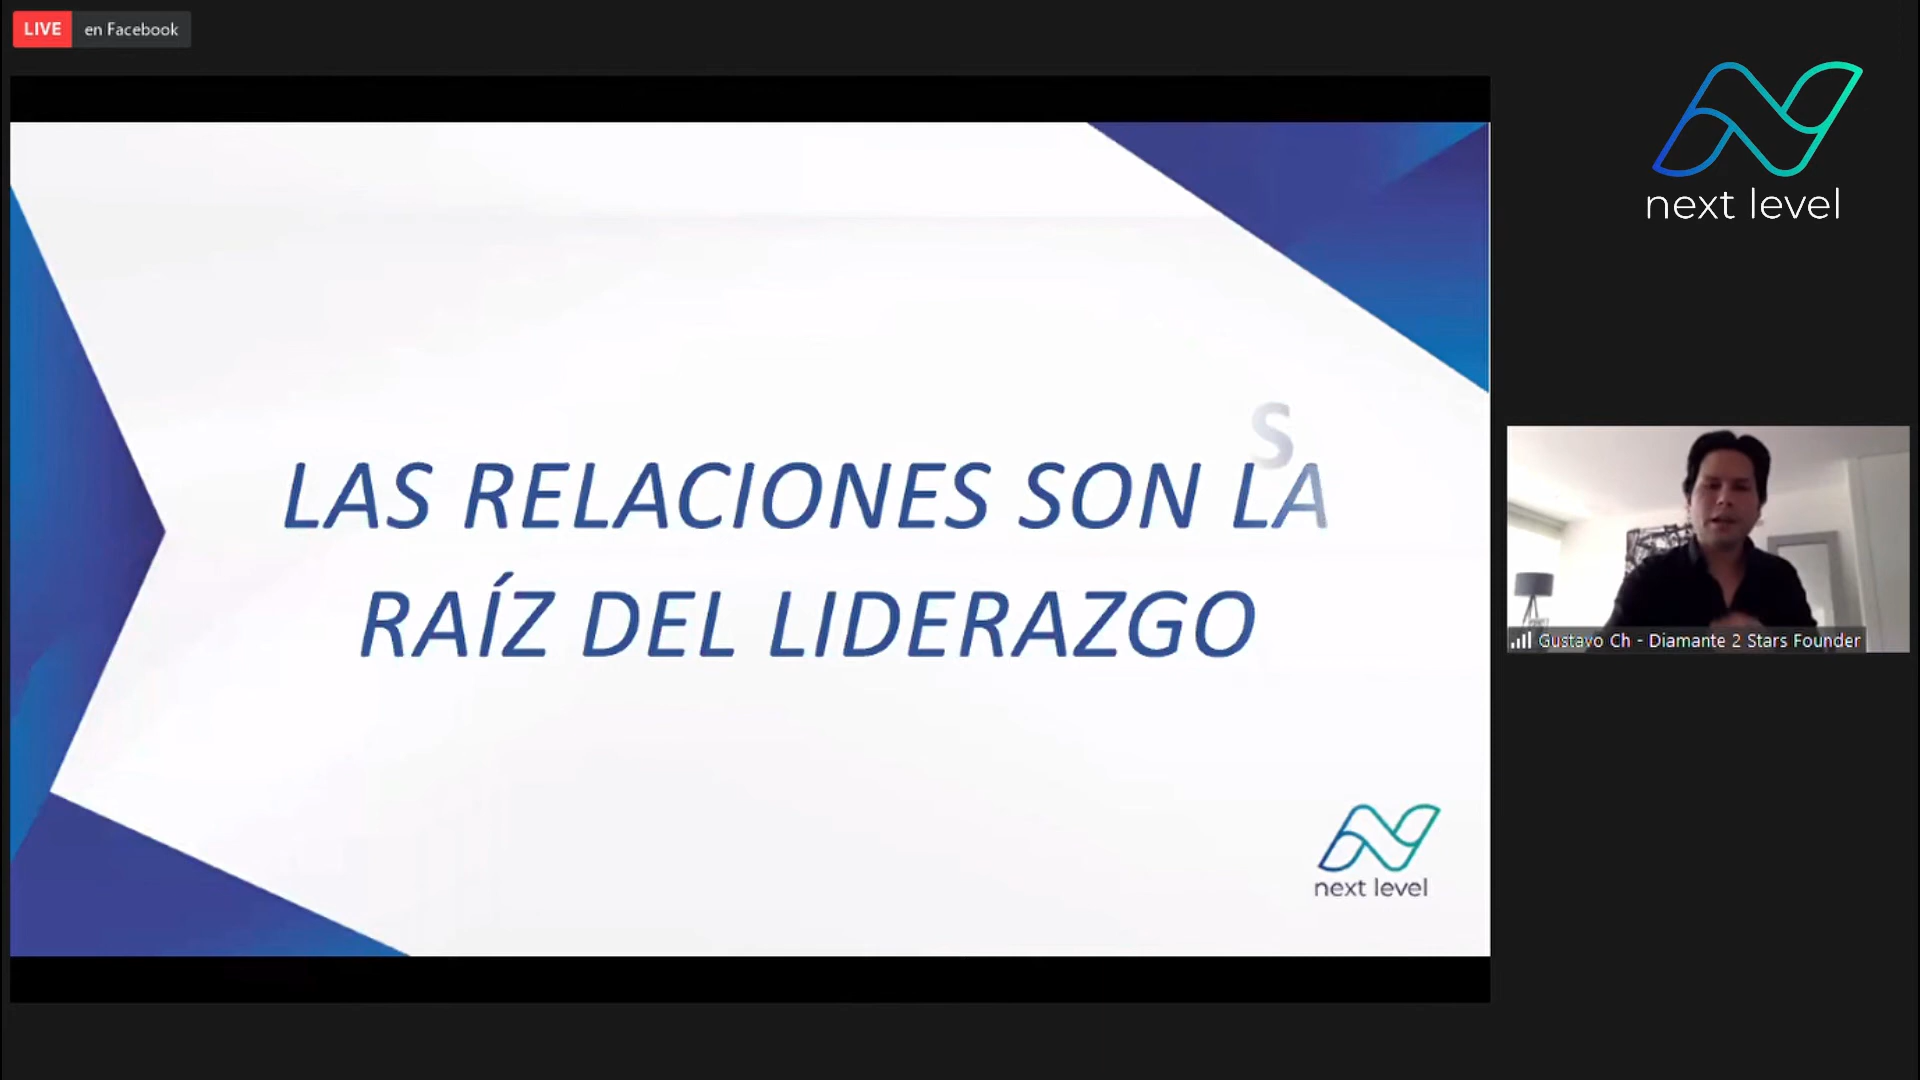 LIVE en Facebook
next level
S
LAS RELACIONES SON LA
RAÍZ DEL LIDERAZGO
Gustavo Ch - Diamante 2 Stars Founder
next level